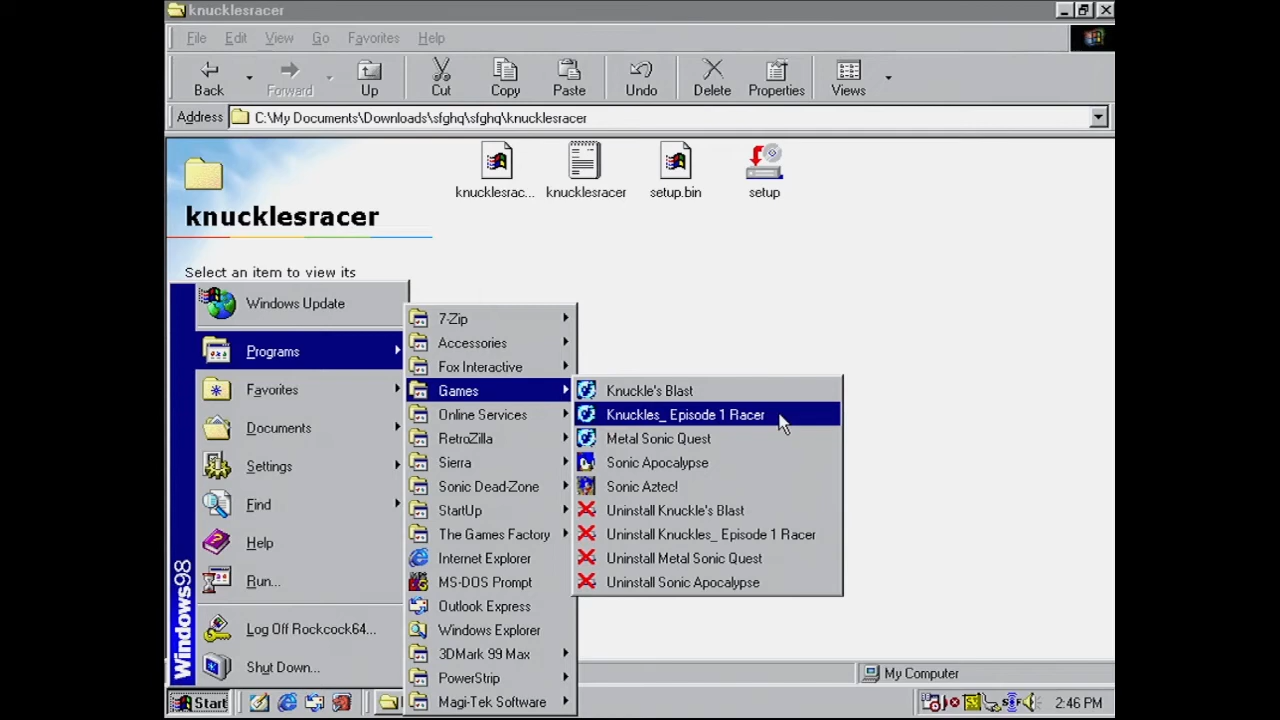 knucklesracer
File Edit View Go Favorites Help
Back Forward Up Cut Copy Paste Undo Delete Properties Views
Address C:\My Documents\Downloads\sfghq\sfghq\knucklesracer
knucklesrac... knucklesracer setup.bin setup
knucklesracer
Select an item to view its
Windows Update
Programs
Favorites
Documents
Settings
Find
Help
Run...
Log Off Rockcock64...
Shut Down...
Windows98
7-Zip
Accessories
Fox Interactive
Games
Online Services
RetroZilla
Sierra
Sonic Dead-Zone
StartUp
The Games Factory
Internet Explorer
MS-DOS Prompt
Outlook Express
Windows Explorer
3DMark 99 Max
PowerStrip
Magi-Tek Software
Knuckle's Blast
Knuckles_ Episode 1 Racer
Metal Sonic Quest
Sonic Apocalypse
Sonic Aztec!
Uninstall Knuckle's Blast
Uninstall Knuckles_ Episode 1 Racer
Uninstall Metal Sonic Quest
Uninstall Sonic Apocalypse
My Computer
Start 2:46 PM